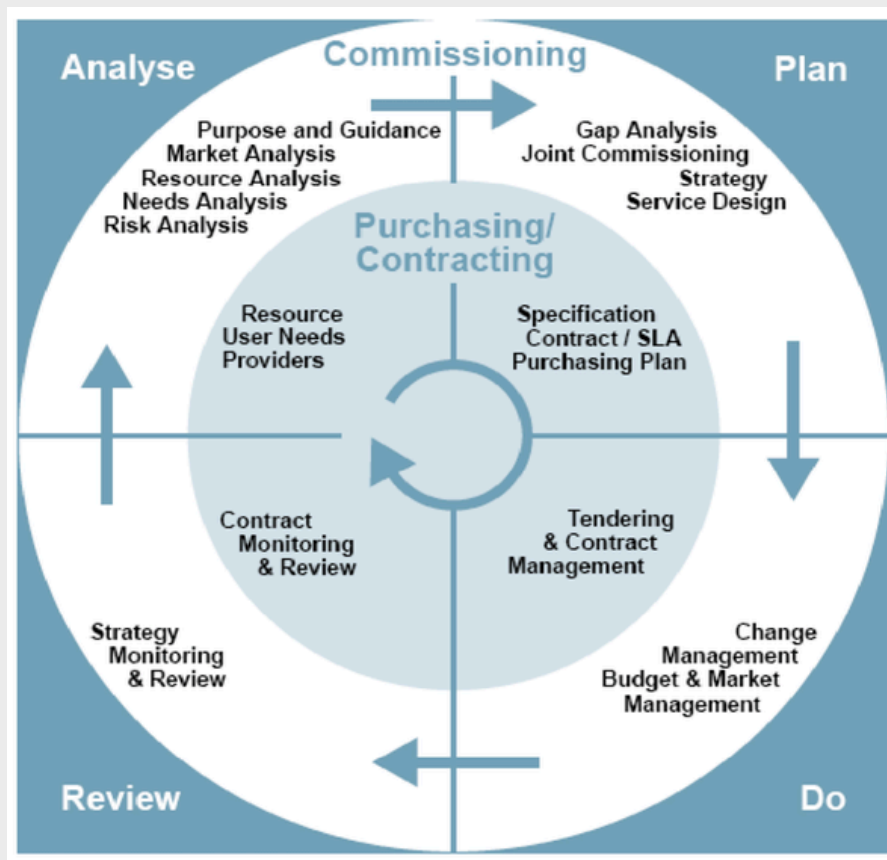 Analyse
Commissioning
Plan
Purpose and Guidance
Market Analysis
Resource Analysis
Needs Analysis
Risk Analysis
Gap Analysis
Joint Commissioning
Strategy
Service Design
Purchasing/
Contracting
Resource
User Needs
Providers
Specification
Contract / SLA
Purchasing Plan
Contract
Monitoring
& Review
Tendering
& Contract
Management
Strategy
Monitoring
& Review
Change
Management
Budget & Market
Management
Review
Do